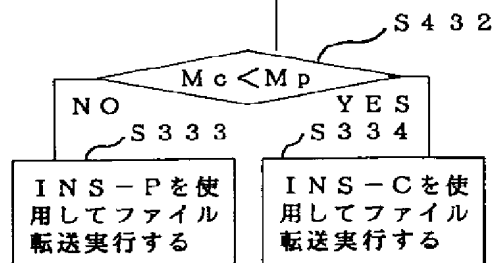 S432
Mc<Mp
NO
YES
S333
S334
INS-Pを使
用してファイル
転送実行する
INS-Cを使
用してファイル
転送実行する